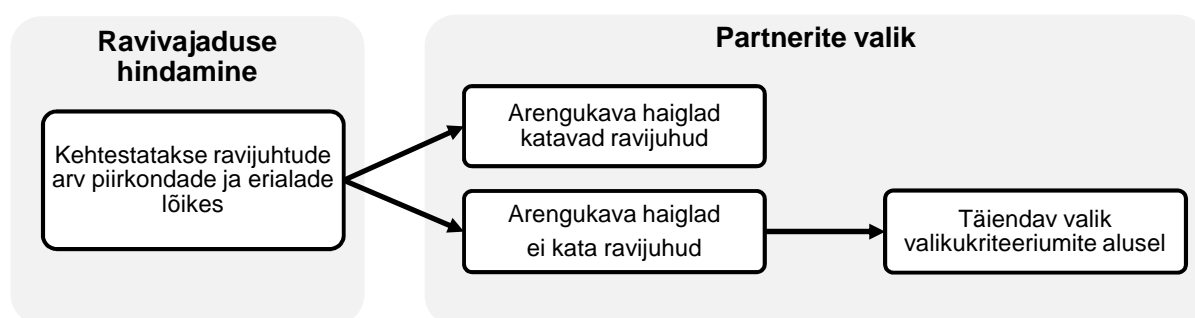 Ravivajaduse
hindamine
Kehtestatakse ravijuhtude
arv piirkondade ja erialade
lõikes
Partnerite valik
Arengukava haiglad
katavad ravijuhud
Arengukava haiglad
ei kata ravijuhud
Täiendav valik
valikukriteeriumite alusel